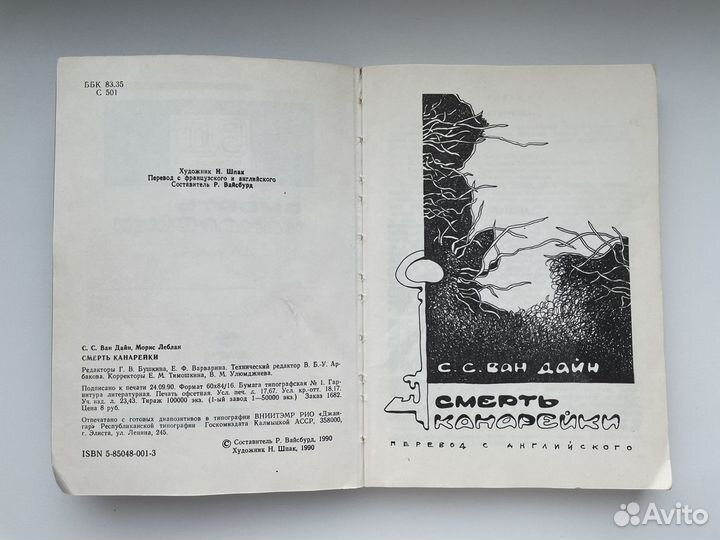 ББК 83.35
С 501
Художник Н. Шпак
Перевод с французского и английского
Составитель Р. Вайсбурд
С. С. Ван Дайн, Морис Леблан
СМЕРТЬ КАНАРЕЙКИ
Редакторы Г. В. Бушкина, Е. Ф. Варварина. Технический редактор В. Б.-У. Ар-
бакова. Корректоры Е. М. Тимошкина, В. М. Улюмджиева.
Подписано к печати 24.09.90. Формат 60х84/16. Бумага типографская № 1. Гар-
нитура литературная. Печать офсетная. Усл. печ. л. 17,67. Усл. кр.-отт. 18,17.
Уч. изд. л. 23,43. Тираж 100000 экз. (1-ый завод 1—50000 экз.) Заказ 1682.
Цена 8 руб.
Отпечатано с готовых диапозитивов в типографии ВНИИТЭМР РИО «Джан-
гар» Республиканской типографии Госкомиздата Калмыцкой АССР, 358000,
г. Элиста, ул. Ленина, 245.
© Составитель Р. Вайсбурд, 1990
Художник Н. Шпак, 1990
ISBN 5-85048-001-3
С. С. ВАН ДАЙН
СМЕРТЬ
КАНАРЕЙКИ
ПЕРЕВОД С АНГЛИЙСКОГО
Avito